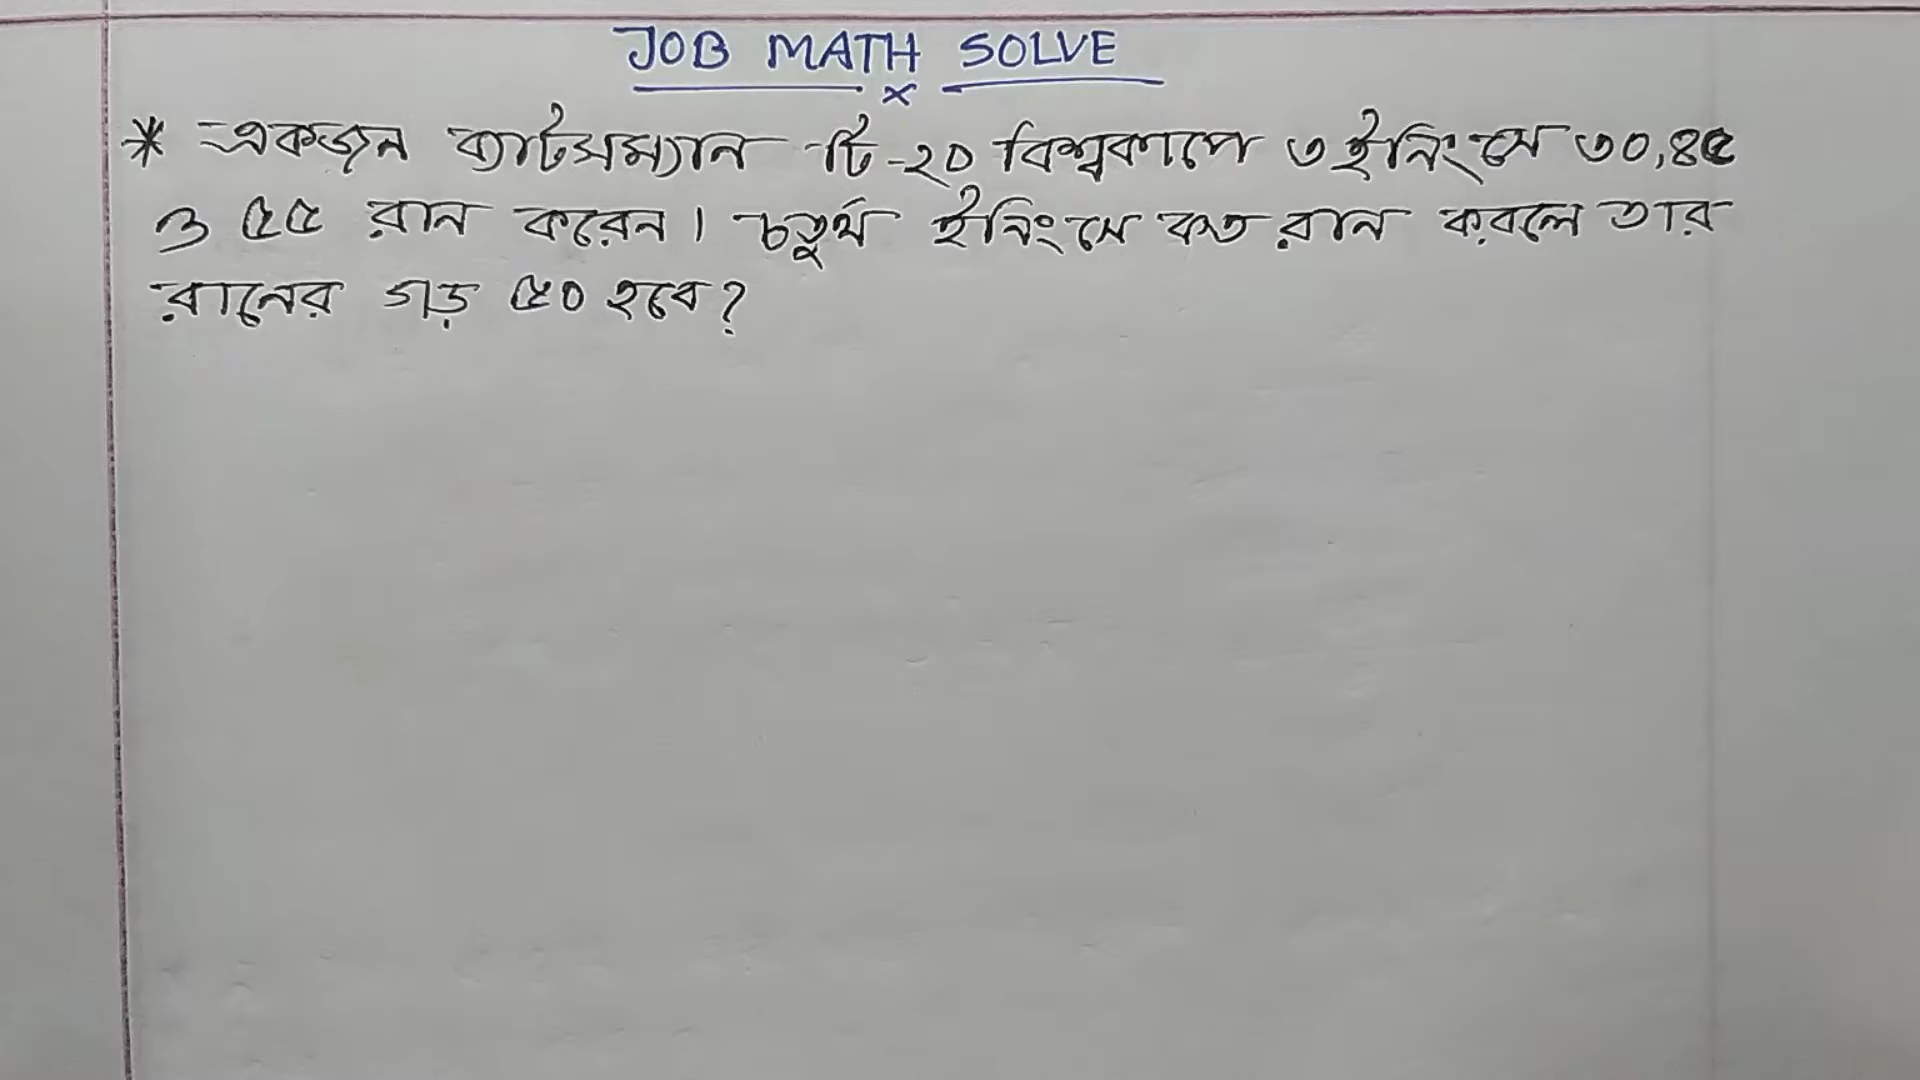 JOB MATH SOLVE
x
* একজন ব্যাটসম্যান টি-২০ বিশ্বকাপে ৩ ইনিংসে ৩০,৪৫
ও ৫৫ রান করেন। চতুর্থ ইনিংসে কত রান করলে তার
রানের গড় ৫০ হবে?